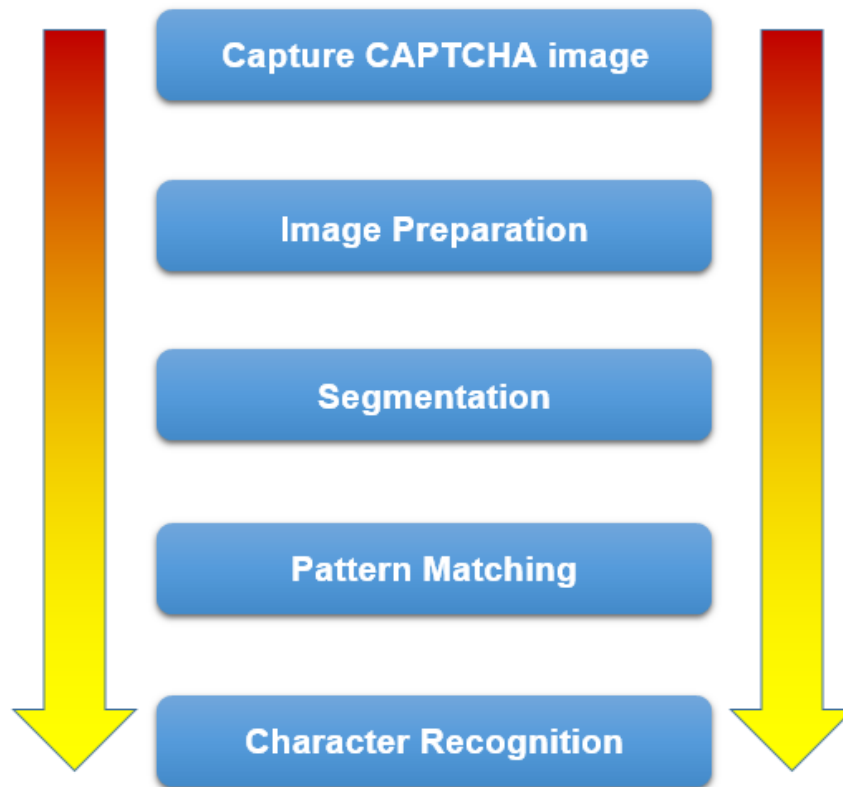 Capture CAPTCHA image
Image Preparation
Segmentation
Pattern Matching
Character Recognition